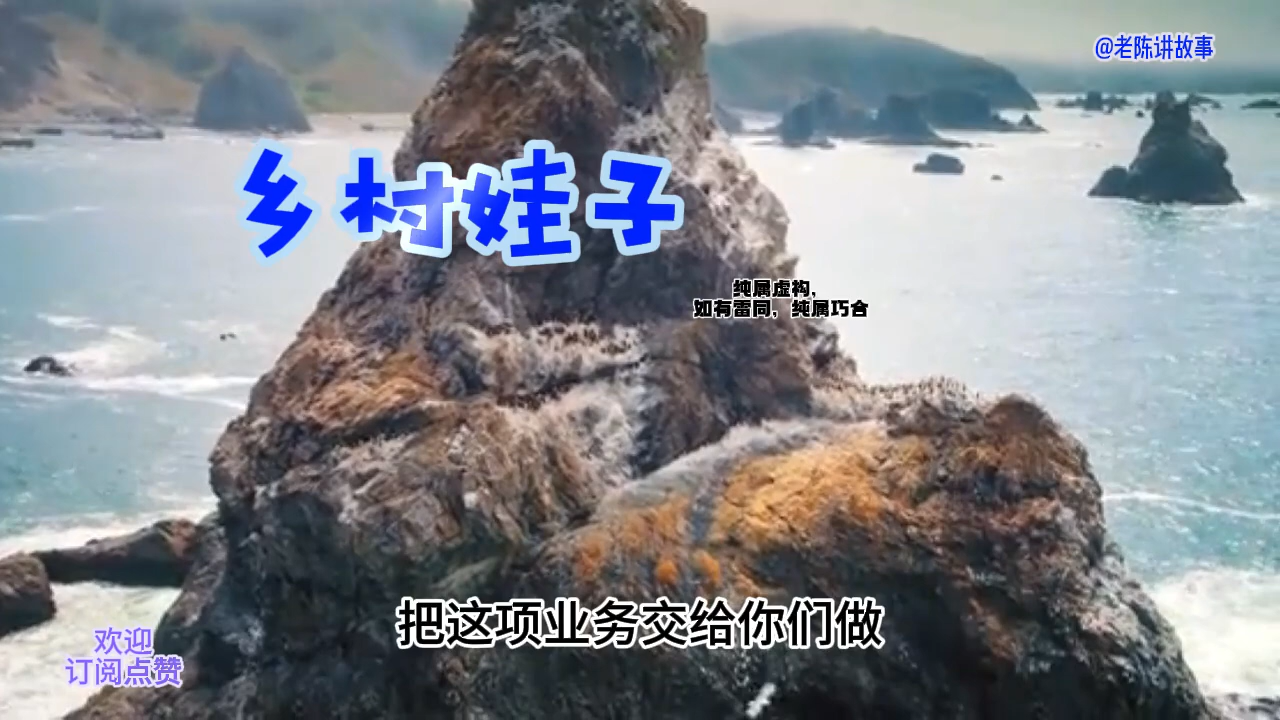 @老陈讲故事
乡村娃子
纯属虚构,
如有雷同,纯属巧合
把这项业务交给你们做
欢迎
订阅点赞